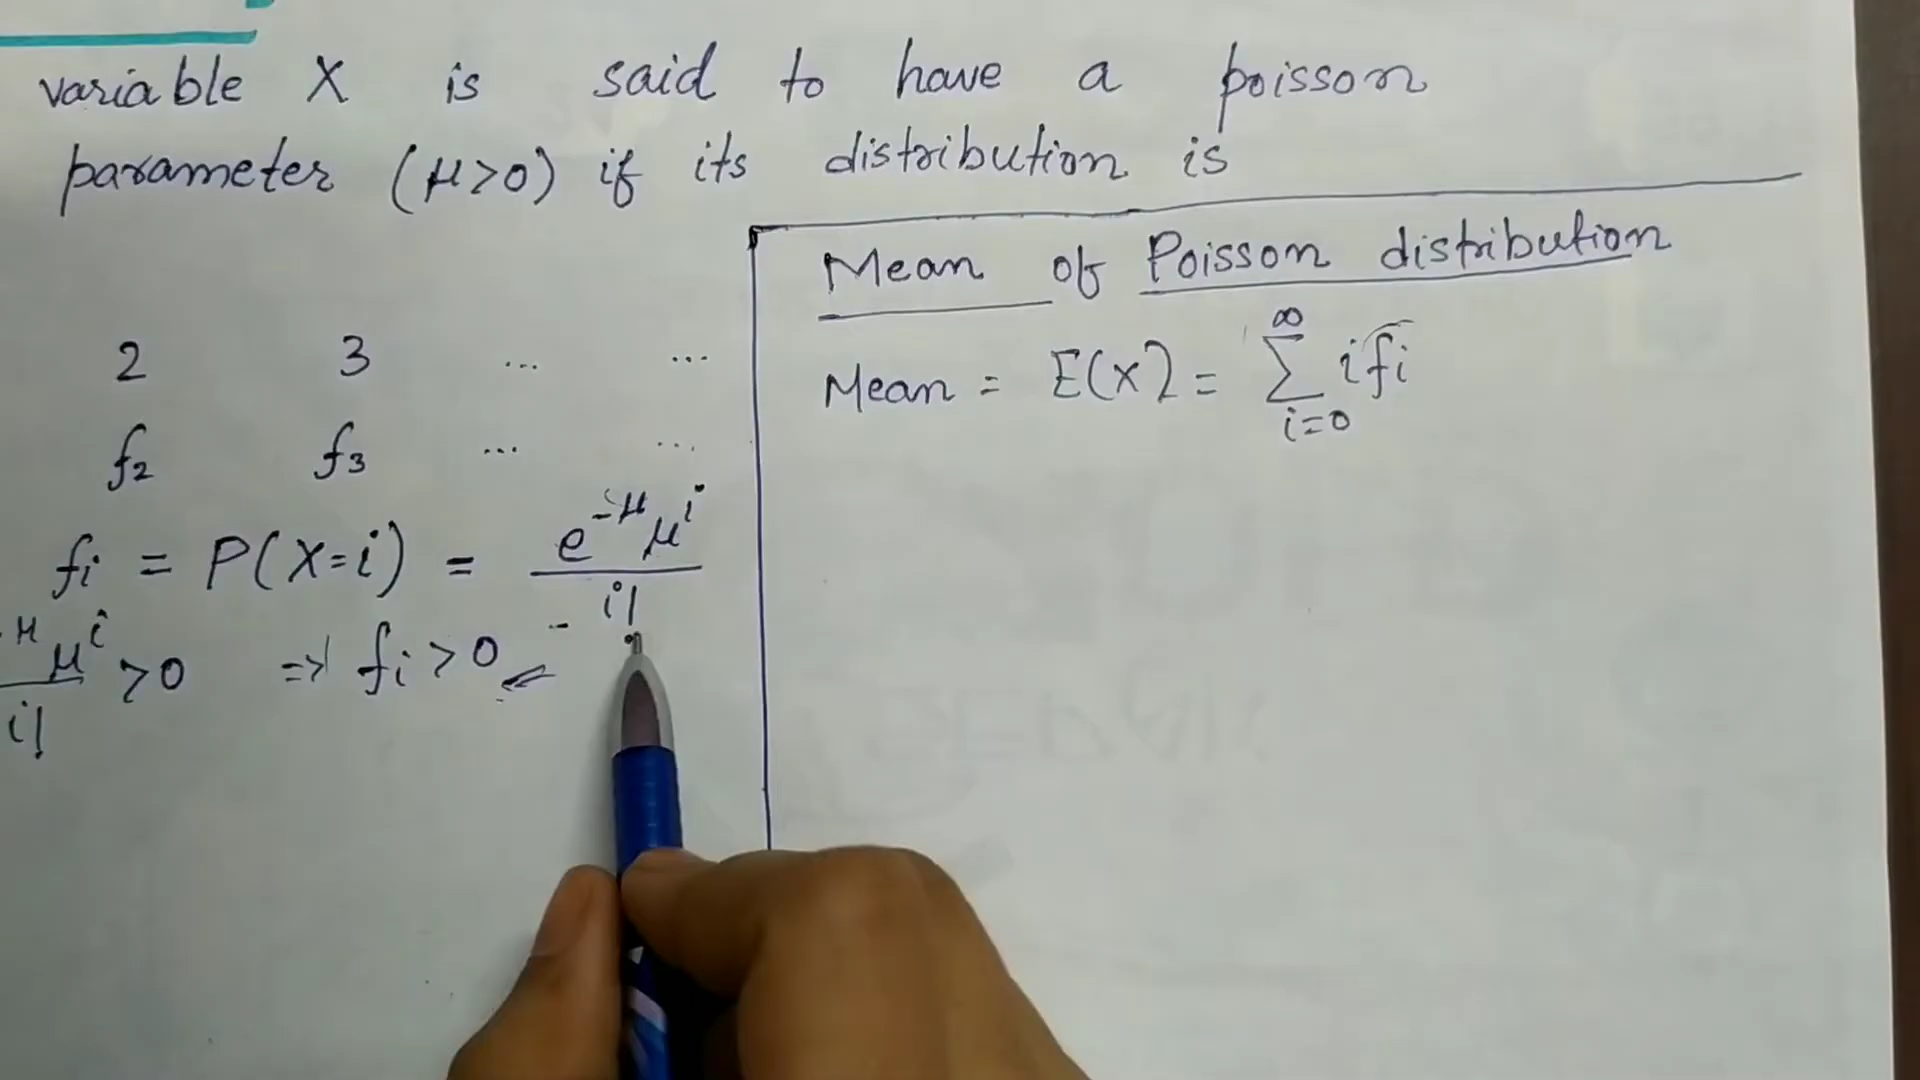 variable X is said to have a poisson
parameter (μ>0) if its distribution is
2 3 ... ...
f2 f3 ... ...
fi = P(X=i) = e^-μ μ^i / i!
μ μ^i / i! >0 => fi >0
Mean of Poisson distribution
Mean = E(X) = ∑ i=0 ∞ i fi